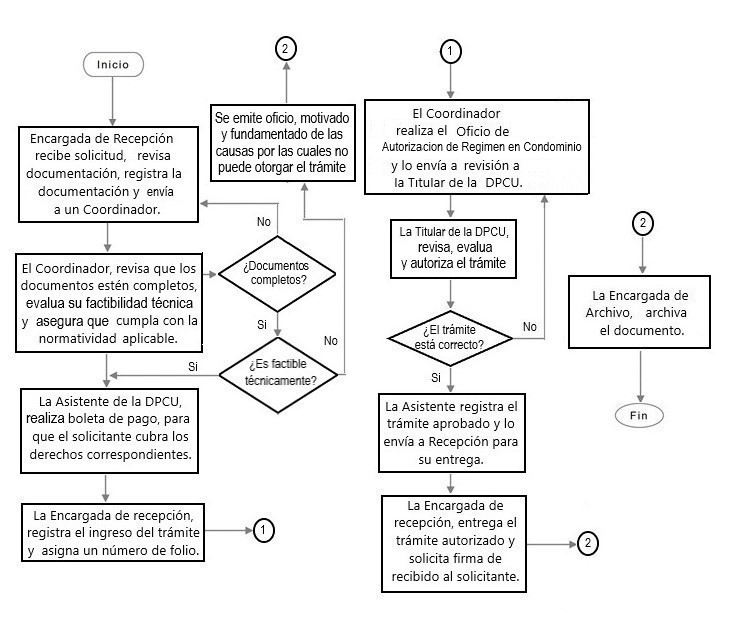 Inicio
Encargada de Recepción
recibe solicitud, revisa
documentación, registra la
documentación y envía
a un Coordinador.
El Coordinador, revisa que los
documentos estén completos,
evalua su factibilidad técnica
y asegura que cumpla con la
normatividad aplicable.
¿Documentos
completos?
No
Si
¿Es factible
técnicamente?
No
Si
2
Se emite oficio, motivado
y fundamentado de las
causas por las cuales no
puede otorgar el trámite
La Asistente de la DPCU,
realiza boleta de pago, para
que el solicitante cubra los
derechos correspondientes.
La Encargada de recepción,
registra el ingreso del trámite
y asigna un número de folio.
1
1
El Coordinador
realiza el Oficio de
Autorizacion de Regimen en Condominio
y lo envía a revisión a
la Titular de la DPCU.
La Titular de la DPCU,
revisa, evalua
y autoriza el trámite
¿El trámite
está correcto?
No
Si
La Asistente registra el
trámite aprobado y lo
envía a Recepción para
su entrega.
La Encargada de
recepción, entrega el
trámite autorizado y
solicita firma de
recibido al solicitante.
2
2
La Encargada de
Archivo, archiva
el documento.
Fin